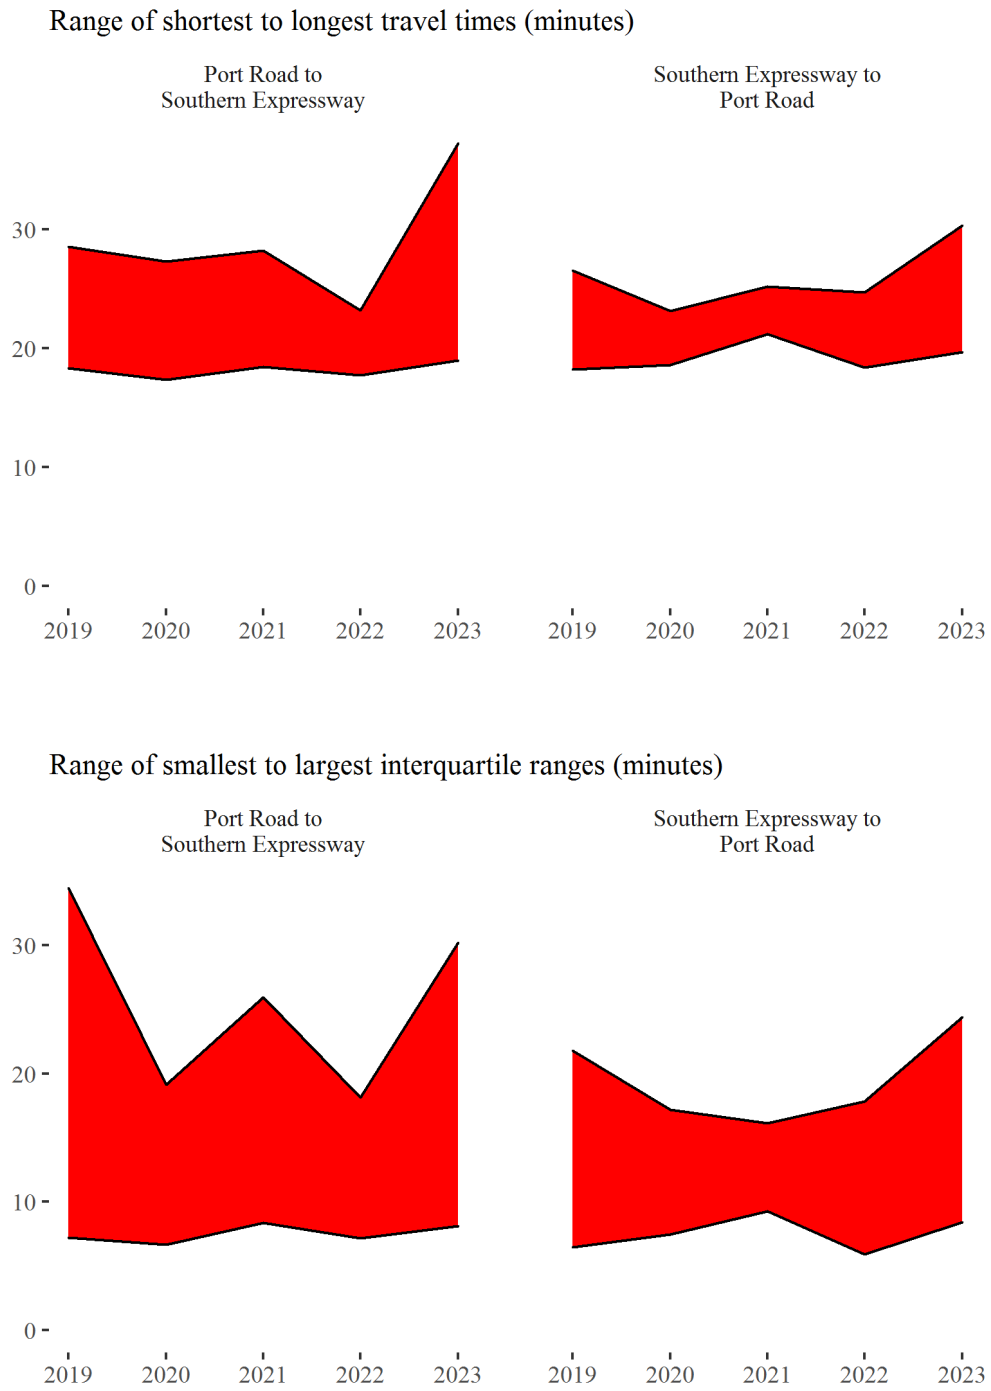 Range of shortest to longest travel times (minutes)
Port Road to
Southern Expressway
Southern Expressway to
Port Road
30
20
10
0
2019 2020 2021 2022 2023
2019 2020 2021 2022 2023
Range of smallest to largest interquartile ranges (minutes)
Port Road to
Southern Expressway
Southern Expressway to
Port Road
30
20
10
0
2019 2020 2021 2022 2023
2019 2020 2021 2022 2023